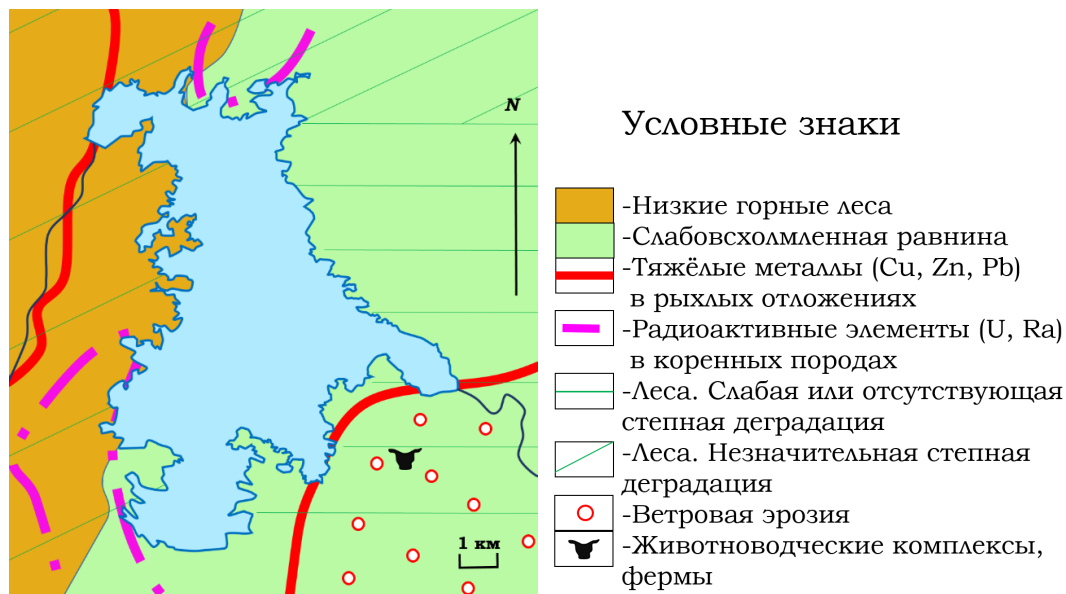 N
1 км
Условные знаки
-Низкие горные леса
-Слабовсхолмленная равнина
-Тяжёлые металлы (Cu, Zn, Pb)
в рыхлых отложениях
-Радиоактивные элементы (U, Ra)
в коренных породах
-Леса. Слабая или отсутствующая
степная деградация
-Леса. Незначительная степная
деградация
-Ветровая эрозия
-Животноводческие комплексы,
фермы